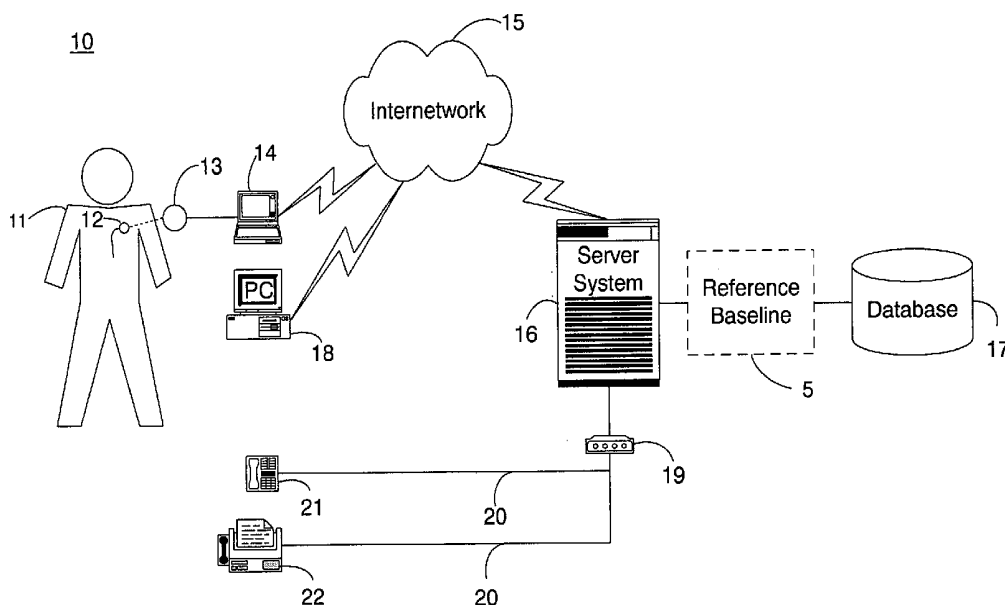 10
15
Internetwork
14
13
12
11
PC
18
Server
System
16
Reference
Baseline
5
Database
17
19
21
20
22
20